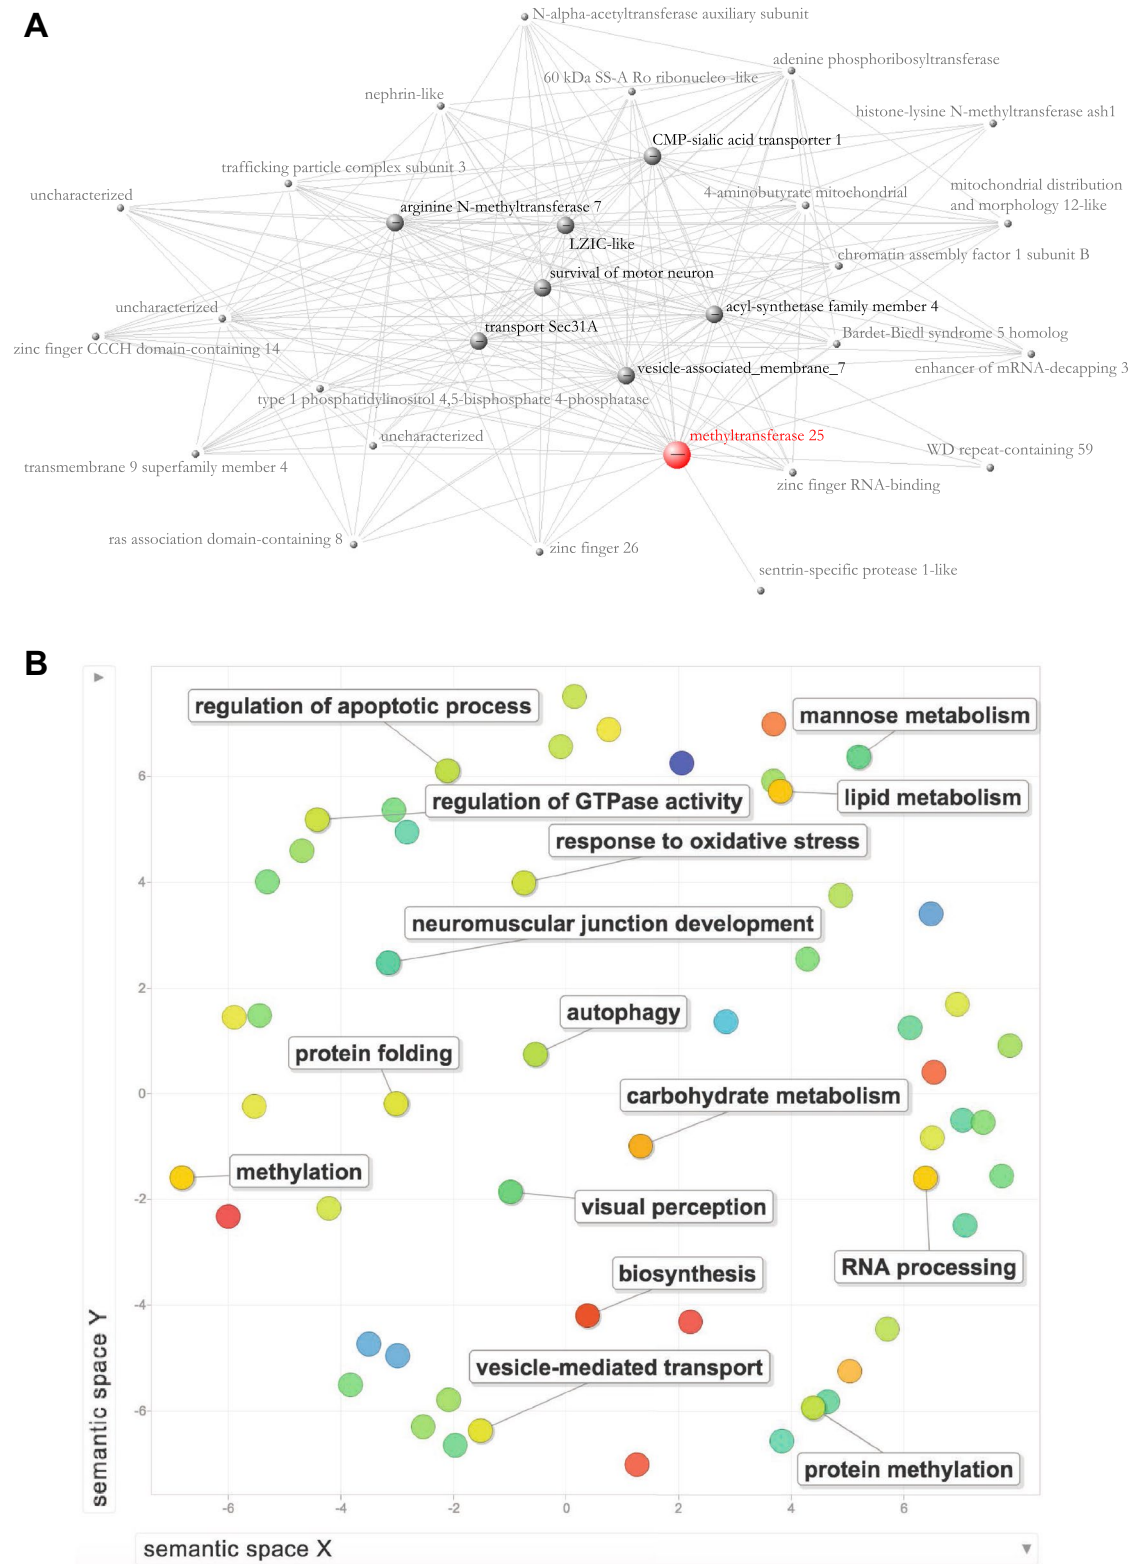 A
N-alpha-acetyltransferase auxiliary subunit
adenine phosphoribosyltransferase
60 kDa SS-A Ro ribonucleo -like
nephrin-like
histone-lysine N-methyltransferase ash1
CMP-sialic acid transporter 1
trafficking particle complex subunit 3
4-aminobutyrate mitochondrial
mitochondrial distribution
and morphology 12-like
uncharacterized
arginine N-methyltransferase 7
LZIC-like
chromatin assembly factor 1 subunit B
survival of motor neuron
uncharacterized
acyl-synthetase family member 4
transport Sec31A
Bardet-Biedl syndrome 5 homolog
zinc finger CCCH domain-containing 14
enhancer of mRNA-decapping 3
vesicle-associated_membrane_7
type 1 phosphatidylinositol 4,5-bisphosphate 4-phosphatase
uncharacterized
methyltransferase 25
WD repeat-containing 59
transmembrane 9 superfamily member 4
zinc finger RNA-binding
ras association domain-containing 8
zinc finger 26
sentrin-specific protease 1-like
B
regulation of apoptotic process
mannose metabolism
lipid metabolism
regulation of GTPase activity
response to oxidative stress
neuromuscular junction development
autophagy
protein folding
carbohydrate metabolism
methylation
visual perception
RNA processing
biosynthesis
vesicle-mediated transport
protein methylation
6
4
2
0
-2
-4
-6
semantic space Y
-6 -4 -2 0 2 4 6
semantic space X